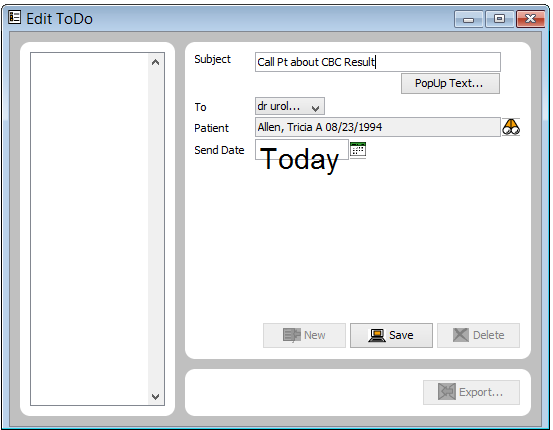 Edit ToDo
Subject Call Pt about CBC Result
PopUp Text...
To dr urol...
Patient Allen, Tricia A 08/23/1994
Send Date Today
New Save Delete
Export...